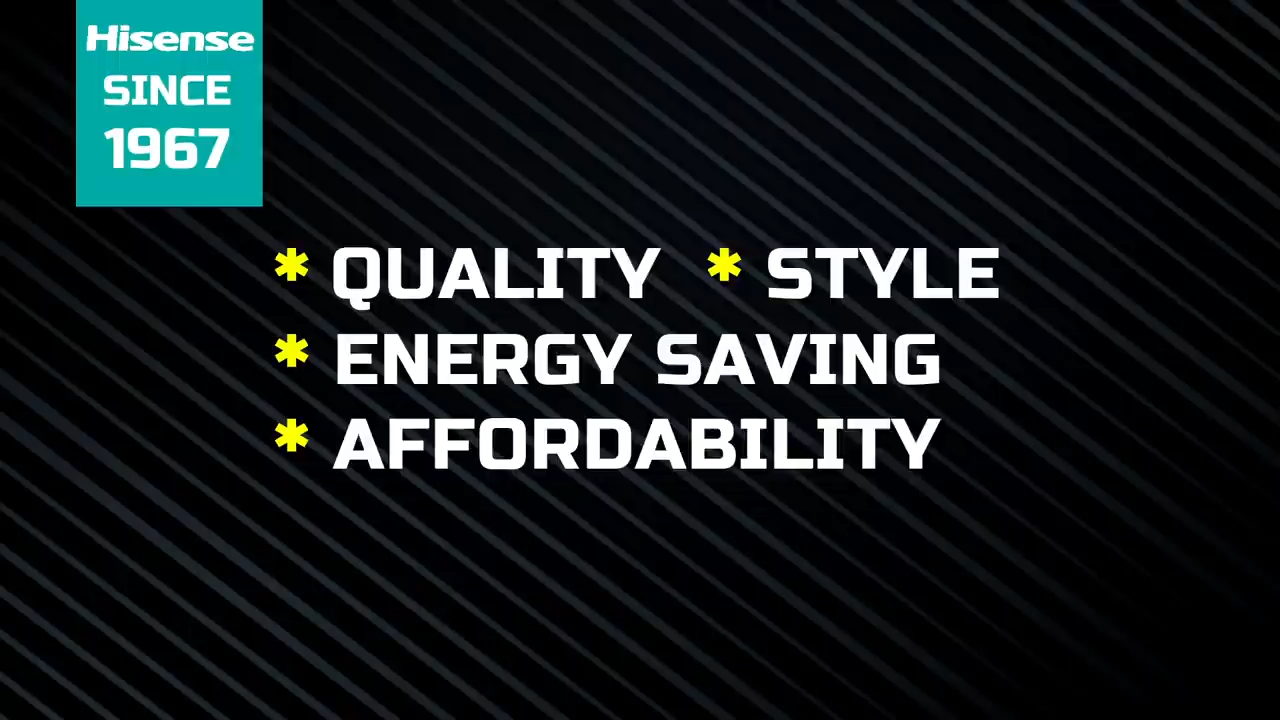 Hisense
SINCE
1967
* QUALITY * STYLE
* ENERGY SAVING
* AFFORDABILITY